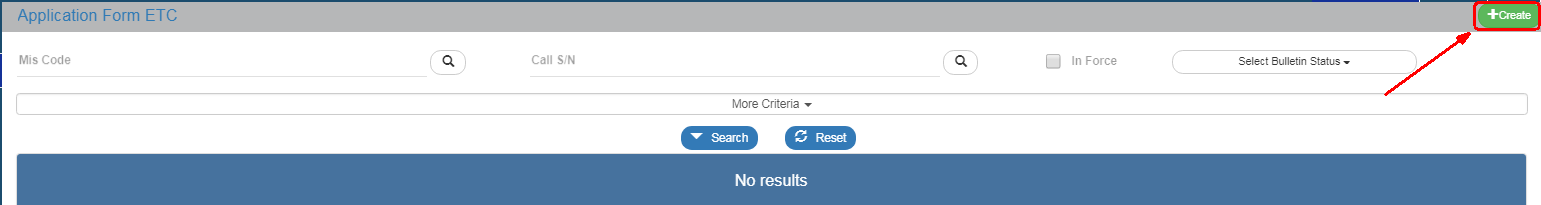 Application Form ETC
+Create
Mis Code
Call S/N
In Force
Select Bulletin Status
More Criteria
Search
Reset
No results